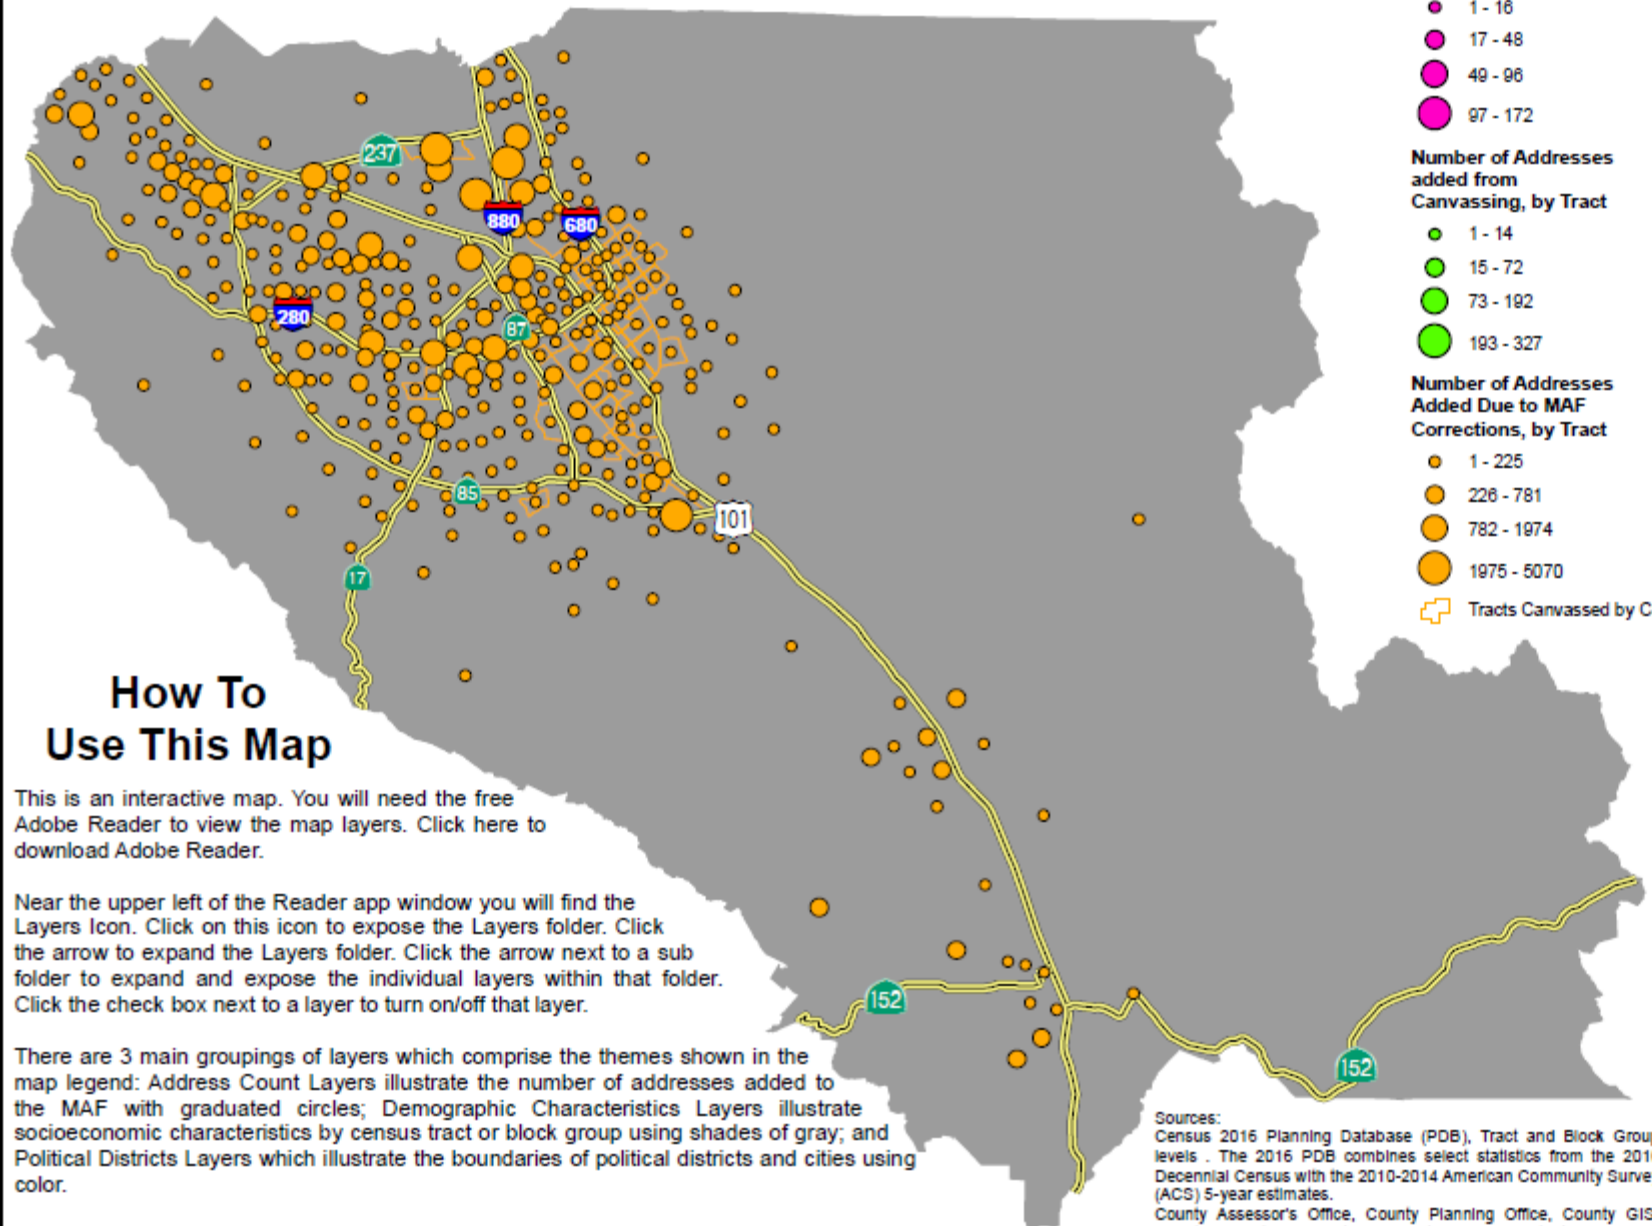 1 - 16
17 - 48
49 - 96
97 - 172
Number of Addresses
added from
Canvassing, by Tract
1 - 14
15 - 72
73 - 192
193 - 327
Number of Addresses
Added Due to MAF
Corrections, by Tract
1 - 225
226 - 781
782 - 1974
1975 - 5070
Tracts Canvassed by C
237
880
680
280
87
85
101
17
152
152
How To
Use This Map
This is an interactive map. You will need the free
Adobe Reader to view the map layers. Click here to
download Adobe Reader.
Near the upper left of the Reader app window you will find the
Layers Icon. Click on this icon to expose the Layers folder. Click
the arrow to expand the Layers folder. Click the arrow next to a sub
folder to expand and expose the individual layers within that folder.
Click the check box next to a layer to turn on/off that layer.
There are 3 main groupings of layers which comprise the themes shown in the
map legend: Address Count Layers illustrate the number of addresses added to
the MAF with graduated circles; Demographic Characteristics Layers illustrate
socioeconomic characteristics by census tract or block group using shades of gray; and
Political Districts Layers which illustrate the boundaries of political districts and cities using
color.
Sources:
Census 2016 Planning Database (PDB), Tract and Block Grou
levels . The 2016 PDB combines select statistics from the 201
Decennial Census with the 2010-2014 American Community Surve
(ACS) 5-year estimates.
County Assessor's Office, County Planning Office, County GIS